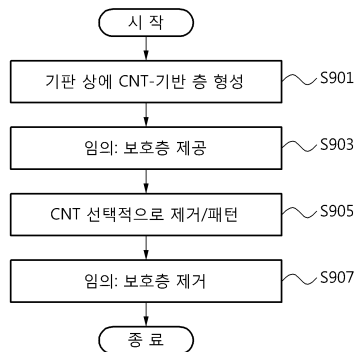 시 작
기판 상에 CNT-기반 층 형성
S901
임의: 보호층 제공
S903
CNT 선택적으로 제거/패턴
S905
임의: 보호층 제거
S907
종 료